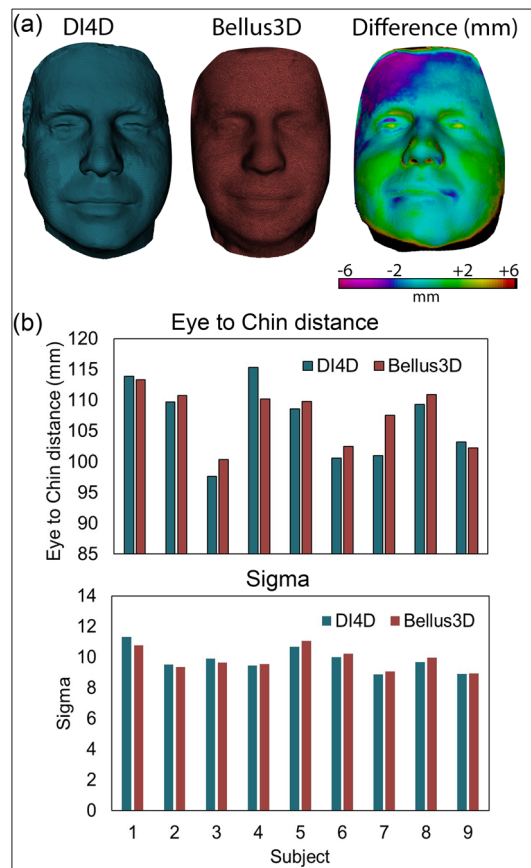 (a) DI4D Bellus3D Difference (mm)
-6 -2 +2 +6
mm
(b) Eye to Chin distance
DI4D Bellus3D
Eye to Chin distance (mm)
120
115
110
105
100
95
90
85
Sigma
DI4D Bellus3D
Sigma
14
12
10
8
6
4
2
0
1 2 3 4 5 6 7 8 9
Subject